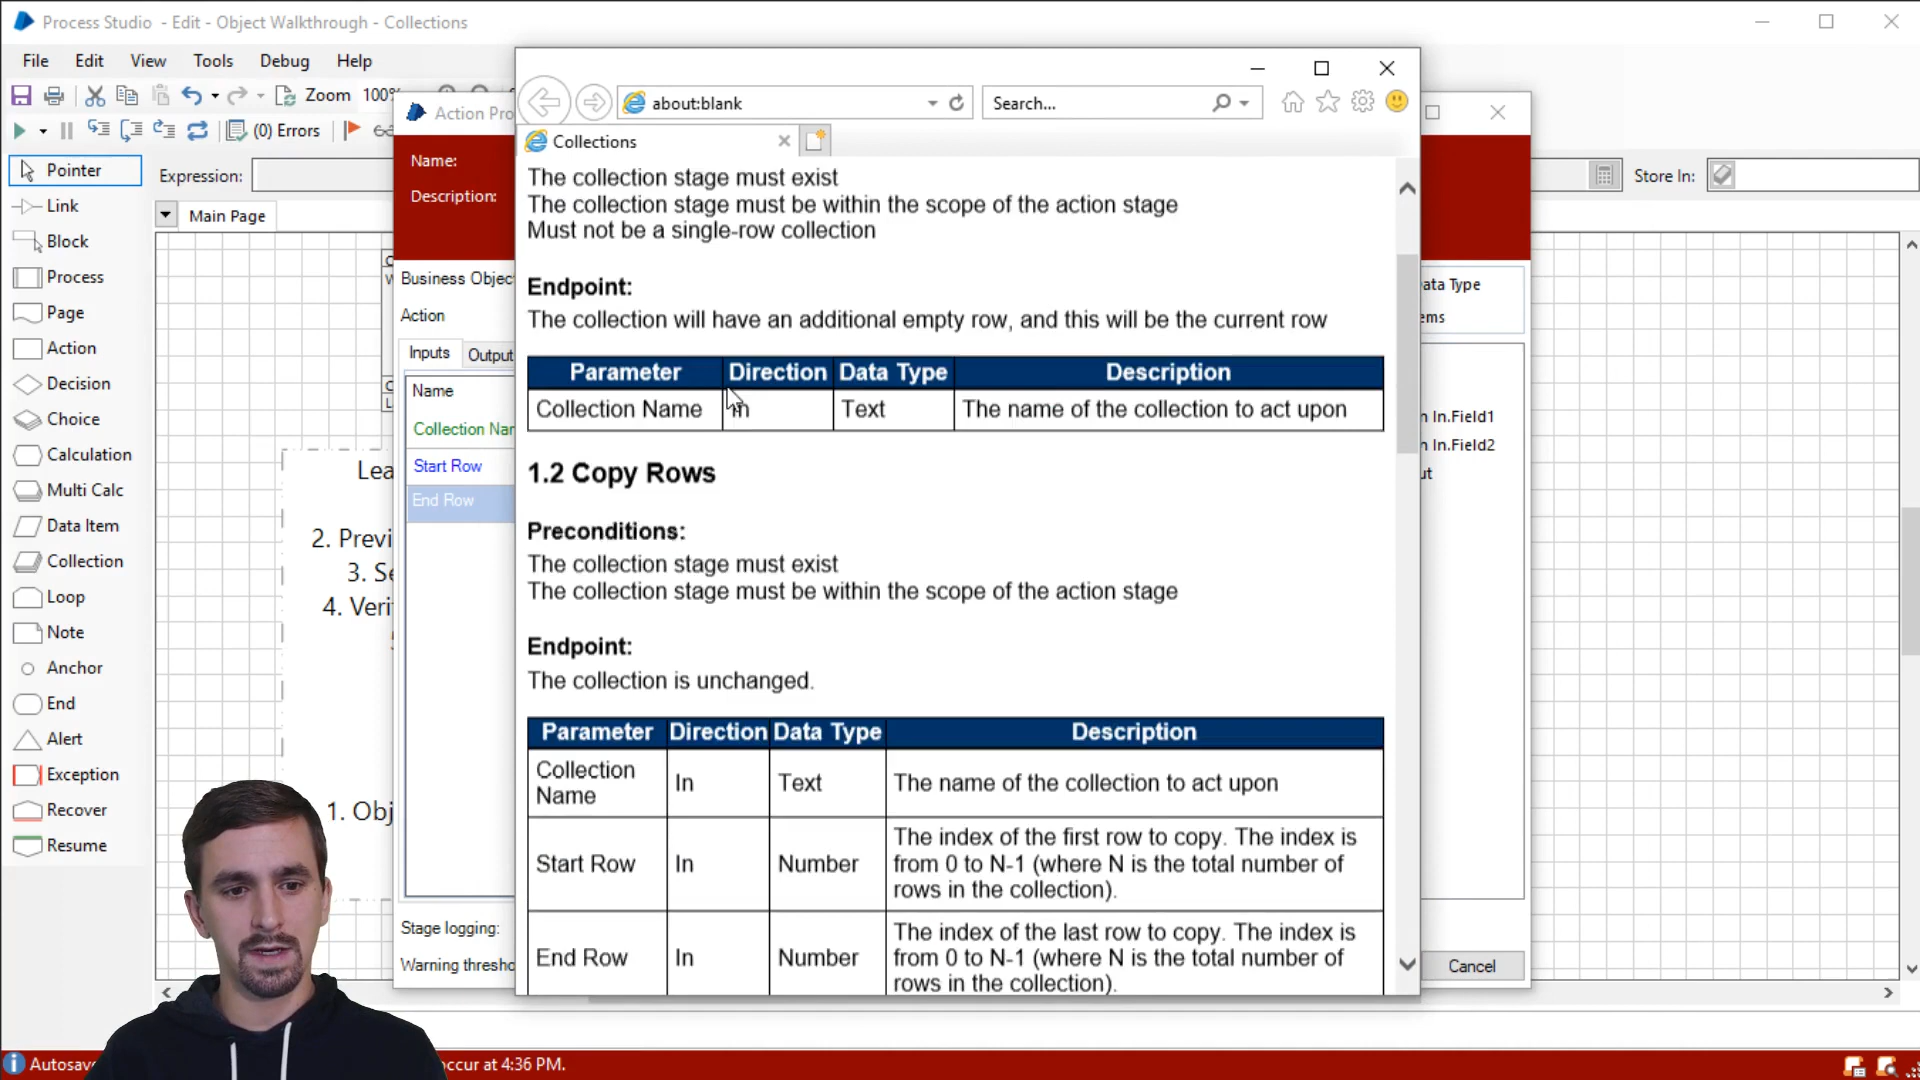 Process Studio - Edit - Object Walkthrough - Collections
File Edit View Tools Debug Help
Zoom 100%
(0) Errors
Pointer
Expression:
Store In:
Link
Block
Process
Page
Action
Decision
Choice
Calculation
Multi Calc
Data Item
Collection
Loop
Note
Anchor
End
Alert
Exception
Recover
Resume
Main Page
Lea
2. Previ
3. Se
4. Veri
1. Obj
Action Pro
Name:
Description:
Business Objec
Action
Inputs Output
Name
Collection Nar
Start Row
End Row
Stage logging:
Warning thresho
about:blank
Search...
Collections
The collection stage must exist
The collection stage must be within the scope of the action stage
Must not be a single-row collection
Endpoint:
The collection will have an additional empty row, and this will be the current row
Parameter Direction Data Type Description
Collection Name In Text The name of the collection to act upon
1.2 Copy Rows
Preconditions:
The collection stage must exist
The collection stage must be within the scope of the action stage
Endpoint:
The collection is unchanged.
Parameter Direction Data Type Description
Collection Name In Text The name of the collection to act upon
Start Row In Number The index of the first row to copy. The index is
from 0 to N-1 (where N is the total number of
rows in the collection).
End Row In Number The index of the last row to copy. The index is
from 0 to N-1 (where N is the total number of
rows in the collection).
ata Type
ems
n In.Field1
n In.Field2
ut
Cancel
Autosave
occur at 4:36 PM.